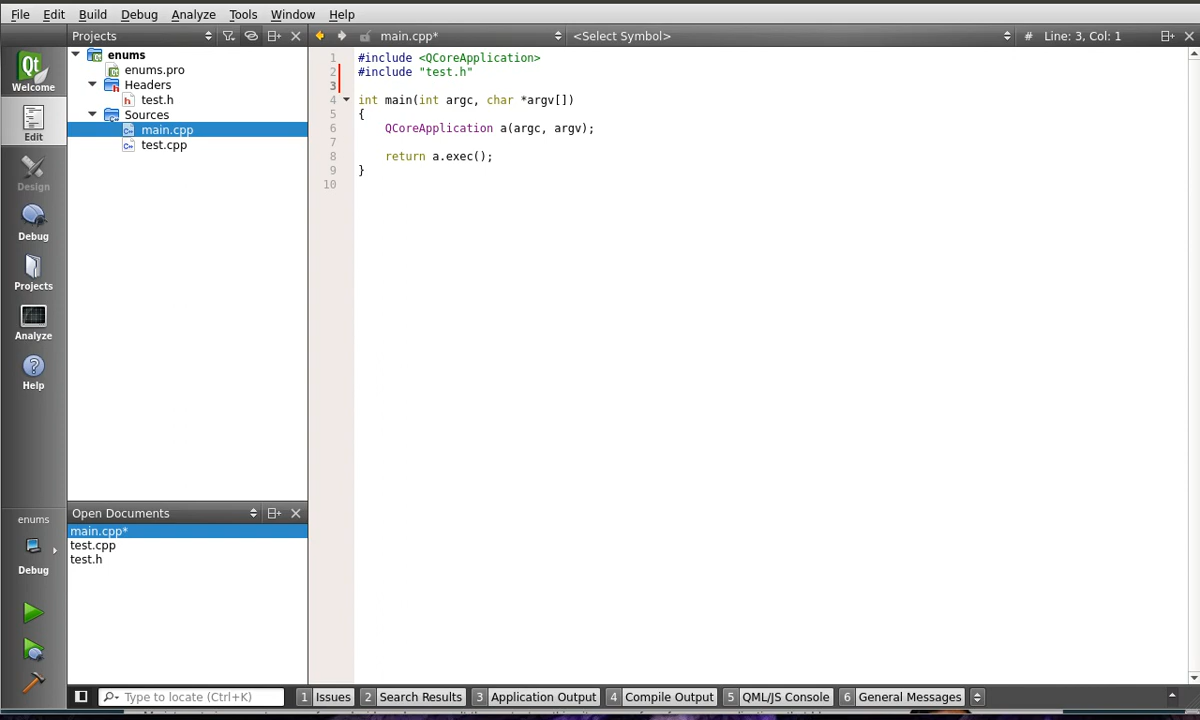 File Edit Build Debug Analyze Tools Window Help
Projects
main.cpp*
<Select Symbol>
# Line: 3, Col: 1
Welcome
Edit
Design
Debug
Projects
Analyze
Help
enums
Debug
enums
enums.pro
Headers
test.h
Sources
main.cpp
test.cpp
Open Documents
main.cpp*
test.cpp
test.h
1 #include <QCoreApplication>
2 #include "test.h"
3
4 int main(int argc, char *argv[])
5 {
6 QCoreApplication a(argc, argv);
7
8 return a.exec();
9 }
10
Type to locate (Ctrl+K)
1 Issues 2 Search Results 3 Application Output 4 Compile Output 5 QML/JS Console 6 General Messages